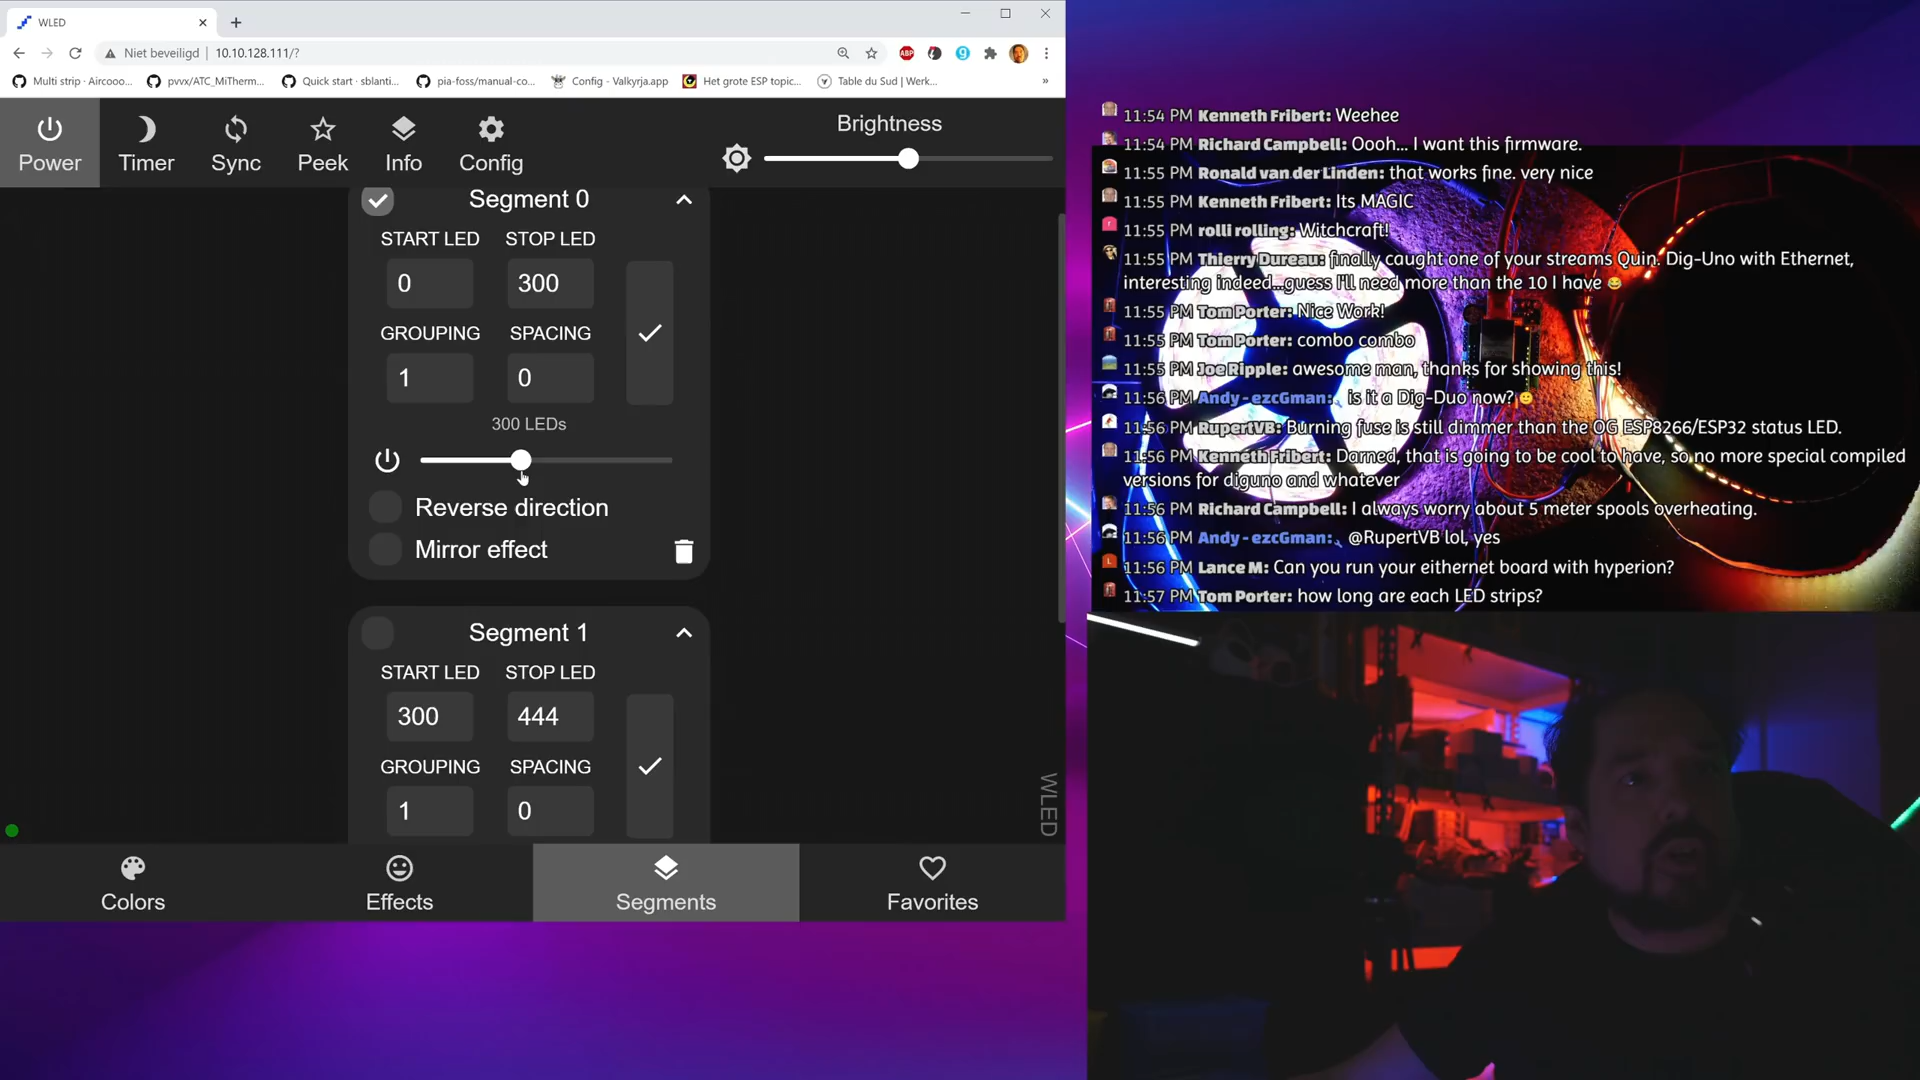 WLED
Niet beveiligd | 10.10.128.111/?
Multi strip · Aircooo...
pvvx/ATC_MiTherm...
Quick start · sblanti...
pia-foss/manual-co...
Config - Valkyrja.app
Het grote ESP topic...
Table du Sud | Werk...
»
Power
Timer
Sync
Peek
Info
Config
Brightness
Segment 0
START LED STOP LED
0 300
GROUPING SPACING
1 0
300 LEDs
Reverse direction
Mirror effect
Segment 1
START LED STOP LED
300 444
GROUPING SPACING
1 0
WLED
Colors
Effects
Segments
Favorites
11:54 PM Kenneth Fribert: Weehee
11:54 PM Richard Campbell: Oooh... I want this firmware.
11:55 PM Ronald van der Linden: that works fine. very nice
11:55 PM Kenneth Fribert: Its MAGIC
11:55 PM rolli rolling: Witchcraft!
11:55 PM Thierry Dureau: finally caught one of your streams Quin. Dig-Uno with Ethernet,
interesting indeed...guess I'll need more than the 10 I have 😂
11:55 PM Tom Porter: Nice Work!
11:55 PM Tom Porter: combo combo
11:55 PM Joe Ripple: awesome man, thanks for showing this!
11:56 PM Andy - ezcGman: is it a Dig-Duo now? 🙂
11:56 PM RupertVB: Burning fuse is still dimmer than the OG ESP8266/ESP32 status LED.
11:56 PM Kenneth Fribert: Darned, that is going to be cool to have, so no more special compiled
versions for diguno and whatever
11:56 PM Richard Campbell: I always worry about 5 meter spools overheating.
11:56 PM Andy - ezcGman: @RupertVB lol, yes
11:56 PM Lance M: Can you run your eithernet board with hyperion?
11:57 PM Tom Porter: how long are each LED strips?